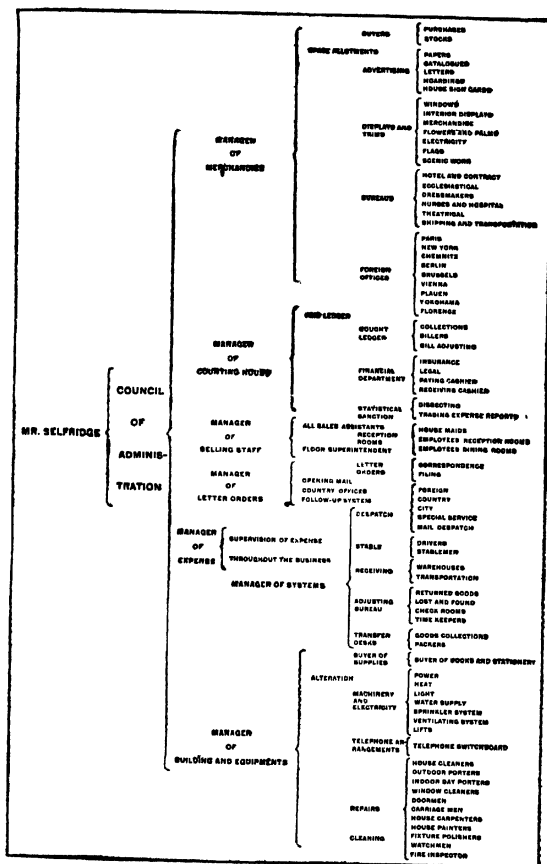 MR. SELFRIDGE
COUNCIL
OF
ADMINIS-
TRATION
MANAGER
OF
MERCHANDISE
BUYERS
PURCHASES
STOCKS
SPACE ALLOTMENTS
ADVERTISING
PAPERS
CATALOGUES
LETTERS
HOARDINGS
HOUSE SIGN CARDS
DISPLAYS AND
TRIMS
WINDOWS
INTERIOR DISPLAYS
MERCHANDISE
FLOWERS AND PALMS
ELECTRICITY
FLAGS
SCENIC WORK
BUREAUS
HOTEL AND CONTRACT
ECCLESIASTICAL
DRESSMAKERS
NURSES AND HOSPITAL
THEATRICAL
SHIPPING AND TRANSPORTATION
FOREIGN
OFFICES
PARIS
NEW YORK
CHEMNITZ
BERLIN
BRUSSELS
VIENNA
PLAUEN
YOKOHAMA
FLORENCE
MANAGER
OF
COUNTING HOUSE
LEDGER
BOUGHT
LEDGER
COLLECTIONS
BILLERS
BILL ADJUSTING
FINANCIAL
DEPARTMENT
INSURANCE
LEGAL
PAYING CASHIER
RECEIVING CASHIER
STATISTICAL
SANCTION
DISSECTING
TRADING EXPENSE REPORTS
MANAGER
OF
SELLING STAFF
ALL SALES ASSISTANTS
RECEPTION
ROOMS
FLOOR SUPERINTENDENT
HOUSE MAIDS
EMPLOYEES RECEPTION ROOMS
EMPLOYEES DINING ROOMS
MANAGER
OF
LETTER ORDERS
LETTER
ORDERS
CORRESPONDENCE
FILING
OPENING MAIL
COUNTRY OFFICES
FOLLOW-UP SYSTEM
MANAGER
OF
EXPENSE
SUPERVISION OF EXPENSE
THROUGHOUT THE BUSINESS
MANAGER OF SYSTEMS
DESPATCH
FOREIGN
COUNTRY
CITY
SPECIAL SERVICE
MAIL DESPATCH
STABLE
DRIVERS
STABLEMEN
RECEIVING
WAREHOUSES
TRANSPORTATION
ADJUSTING
BUREAU
RETURNED GOODS
LOST AND FOUND
CHECK ROOMS
TIME KEEPERS
TRANSFER
DESKS
GOODS COLLECTIONS
PACKERS
MANAGER
OF
BUILDING AND EQUIPMENTS
BUYER OF
SUPPLIES
BUYER OF BOOKS AND STATIONERY
ALTERATION
MACHINERY
AND
ELECTRICITY
POWER
HEAT
LIGHT
WATER SUPPLY
SPRINKLER SYSTEM
VENTILATING SYSTEM
LIFTS
TELEPHONE AR-
RANGEMENTS
TELEPHONE SWITCHBOARD
REPAIRS
CLEANING
HOUSE CLEANERS
OUTDOOR PORTERS
INDOOR DAY PORTERS
WINDOW CLEANERS
DOORMEN
CARRIAGE MEN
HOUSE CARPENTERS
HOUSE PAINTERS
FIXTURE POLISHERS
WATCHMEN
FIRE INSPECTOR